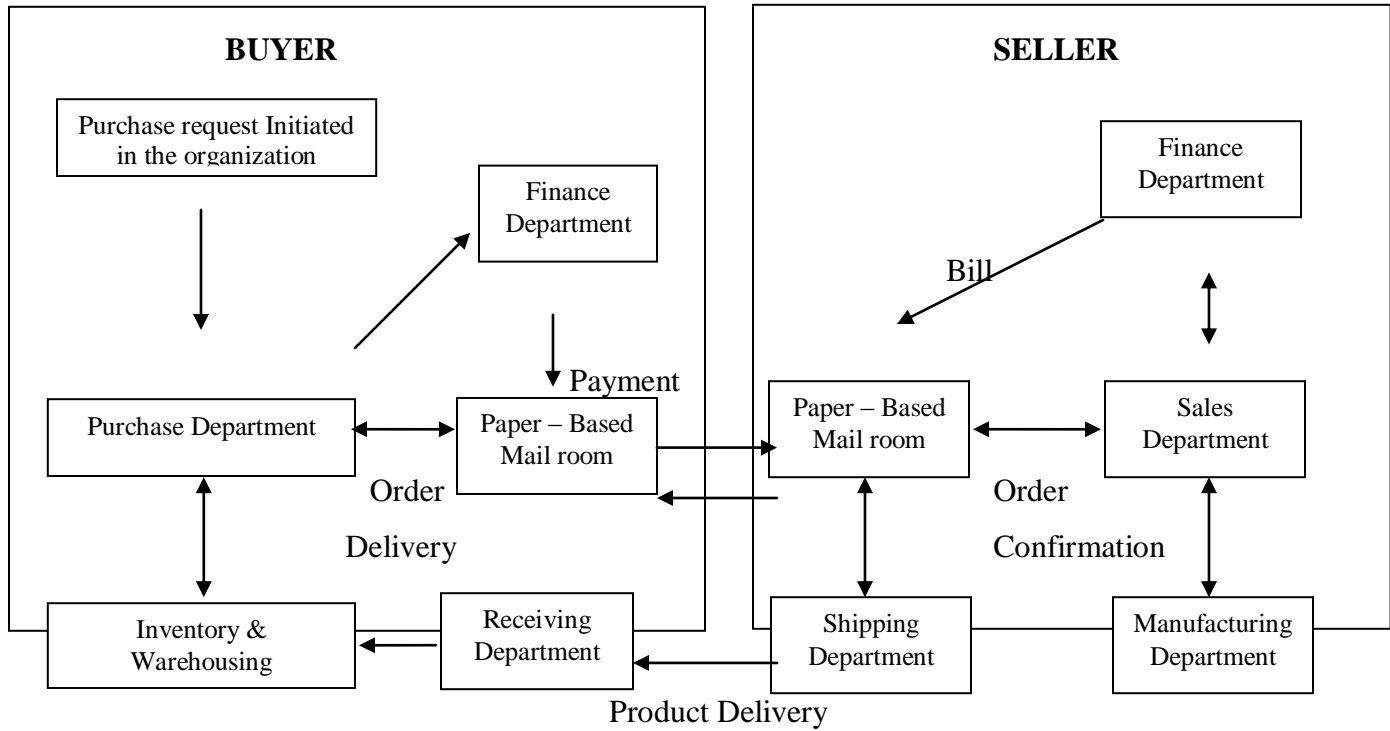 BUYER
Purchase request Initiated
in the organization
Finance
Department
Payment
Purchase Department
Paper – Based
Mail room
Order
Delivery
Inventory &
Warehousing
Receiving
Department
SELLER
Finance
Department
Bill
Paper – Based
Mail room
Sales
Department
Order
Confirmation
Shipping
Department
Manufacturing
Department
Product Delivery